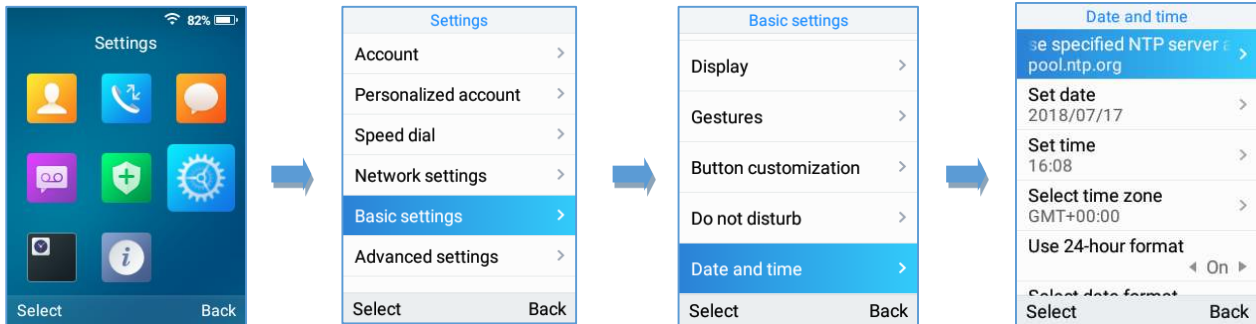 82%
Settings
Select Back
Settings
Account
Personalized account
Speed dial
Network settings
Basic settings
Advanced settings
Select Back
Basic settings
Display
Gestures
Button customization
Do not disturb
Date and time
Select Back
Date and time
se specified NTP server a
pool.ntp.org
Set date
2018/07/17
Set time
16:08
Select time zone
GMT+00:00
Use 24-hour format
On
Select date format
Select Back